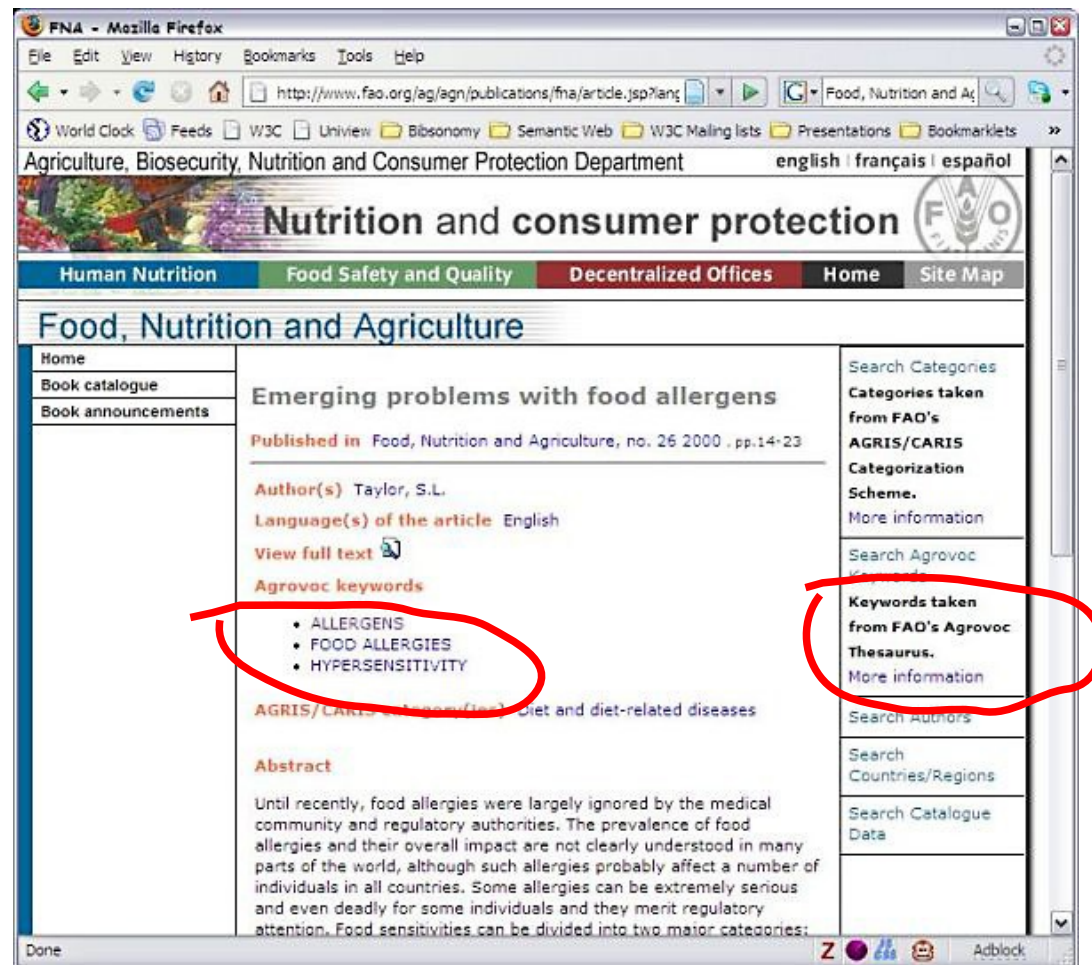 FNA - Mozilla Firefox
File Edit View History Bookmarks Tools Help
http://www.fao.org/ag/agn/publications/fna/article.jsp?lang
Food, Nutrition and Ag
World Clock Feeds W3C Uniview Bibsonomy Semantic Web W3C Mailing lists Presentations Bookmarklets »
Agriculture, Biosecurity, Nutrition and Consumer Protection Department english | français | español
Nutrition and consumer protection
Human Nutrition Food Safety and Quality Decentralized Offices Home Site Map
Food, Nutrition and Agriculture
Home
Book catalogue
Book announcements
Emerging problems with food allergens
Published in Food, Nutrition and Agriculture, no. 26 2000 . pp.14-23
Author(s) Taylor, S.L.
Language(s) of the article English
View full text
Agrovoc keywords
• ALLERGENS
• FOOD ALLERGIES
• HYPERSENSITIVITY
AGRIS/CARIS category(ies) Diet and diet-related diseases
Abstract
Until recently, food allergies were largely ignored by the medical
community and regulatory authorities. The prevalence of food
allergies and their overall impact are not clearly understood in many
parts of the world, although such allergies probably affect a number of
individuals in all countries. Some allergies can be extremely serious
and even deadly for some individuals and they merit regulatory
attention. Food sensitivities can be divided into two major categories:
Search Categories
Categories taken
from FAO's
AGRIS/CARIS
Categorization
Scheme.
More information
Search Agrovoc
Keywords
Keywords taken
from FAO's Agrovoc
Thesaurus.
More information
Search Authors
Search
Countries/Regions
Search Catalogue
Data
Done Z Adblock